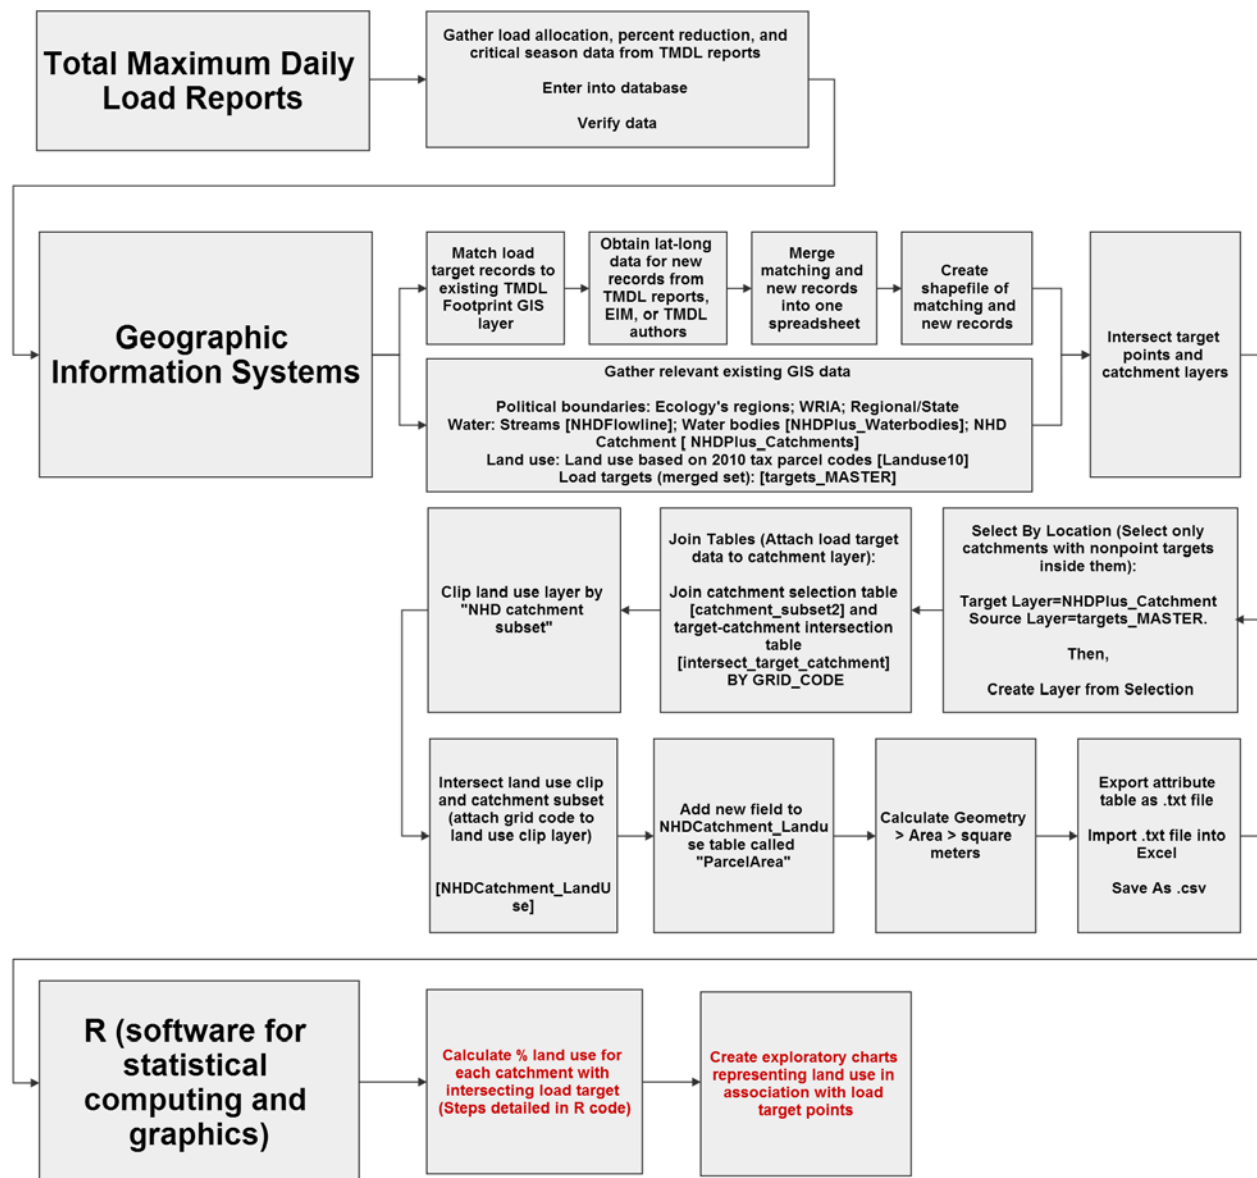 Total Maximum Daily
Load Reports
Gather load allocation, percent reduction, and
critical season data from TMDL reports
Enter into database
Verify data
Geographic
Information Systems
Match load
target records to
existing TMDL
Footprint GIS
layer
Obtain lat-long
data for new
records from
TMDL reports,
EIM, or TMDL
authors
Merge
matching and
new records
into one
spreadsheet
Create
shapefile of
matching and
new records
Gather relevant existing GIS data
Political boundaries: Ecology's regions; WRIA; Regional/State
Water: Streams [NHDFlowline]; Water bodies [NHDPlus_Waterbodies]; NHD
Catchment [ NHDPlus_Catchments]
Land use: Land use based on 2010 tax parcel codes [Landuse10]
Load targets (merged set): [targets_MASTER]
Intersect target
points and
catchment layers
Select By Location (Select only
catchments with nonpoint targets
inside them):
Target Layer=NHDPlus_Catchment
Source Layer=targets_MASTER.
Then,
Create Layer from Selection
Join Tables (Attach load target
data to catchment layer):
Join catchment selection table
[catchment_subset2] and
target-catchment intersection
table
[intersect_target_catchment]
BY GRID_CODE
Clip land use layer by
"NHD catchment
subset"
Intersect land use clip
and catchment subset
(attach grid code to
land use clip layer)
[NHDCatchment_LandU
se]
Add new field to
NHDCatchment_Landu
se table called
"ParcelArea"
Calculate Geometry
> Area > square
meters
Export attribute
table as .txt file
Import .txt file into
Excel
Save As .csv
R (software for
statistical
computing and
graphics)
Calculate % land use for
each catchment with
intersecting load target
(Steps detailed in R code)
Create exploratory charts
representing land use in
association with load
target points